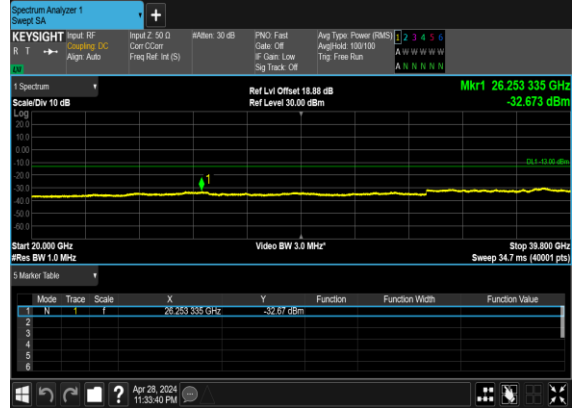 Spectrum Analyzer 1
Swept SA
+
KEYSIGHT Input: RF Input Z: 50 Ω #Atten: 30 dB PNO: Fast Avg Type: Power (RMS) 1 2 3 4 5 6
R T Coupling: DC Corr CCorr Gate: Off Avg|Hold: 100/100 A W W W W W
Align: Auto Freq Ref: Int (S) IF Gain: Low Trig: Free Run
Sig Track: Off A N N N N N
1 Spectrum Ref Lvl Offset 18.88 dB Mkr1 26.253 335 GHz
Scale/Div 10 dB Ref Level 30.00 dBm -32.673 dBm
Log
20.0
10.0
0.00
-10.0 DL1 -13.00 dBm
-20.0
1
-30.0
-40.0
-50.0
-60.0
Start 20.000 GHz Video BW 3.0 MHz* Stop 39.800 GHz
#Res BW 1.0 MHz Sweep 34.7 ms (40001 pts)
5 Marker Table
Mode Trace Scale X Y Function Function Width Function Value
1 N 1 f 26.253 335 GHz -32.67 dBm
2
3
4
5
6
? Apr 28, 2024
11:33:40 PM